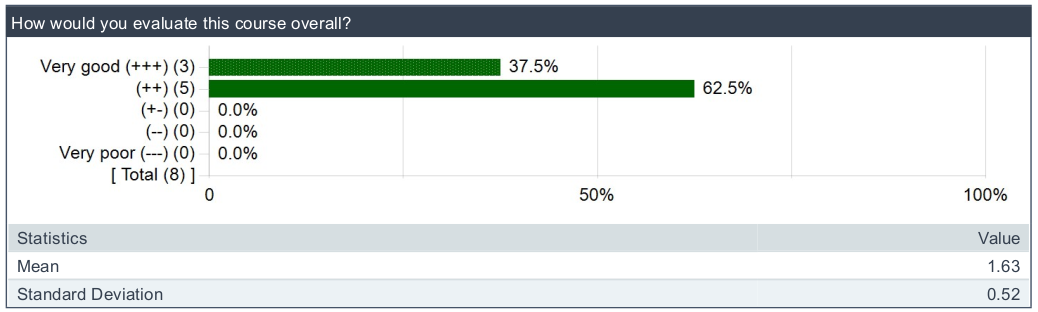 How would you evaluate this course overall?
Very good (+++) (3) 37.5%
(++) (5) 62.5%
(+-) (0) 0.0%
(--) (0) 0.0%
Very poor (---) (0) 0.0%
[ Total (8) ]
0 50% 100%
Statistics Value
Mean 1.63
Standard Deviation 0.52